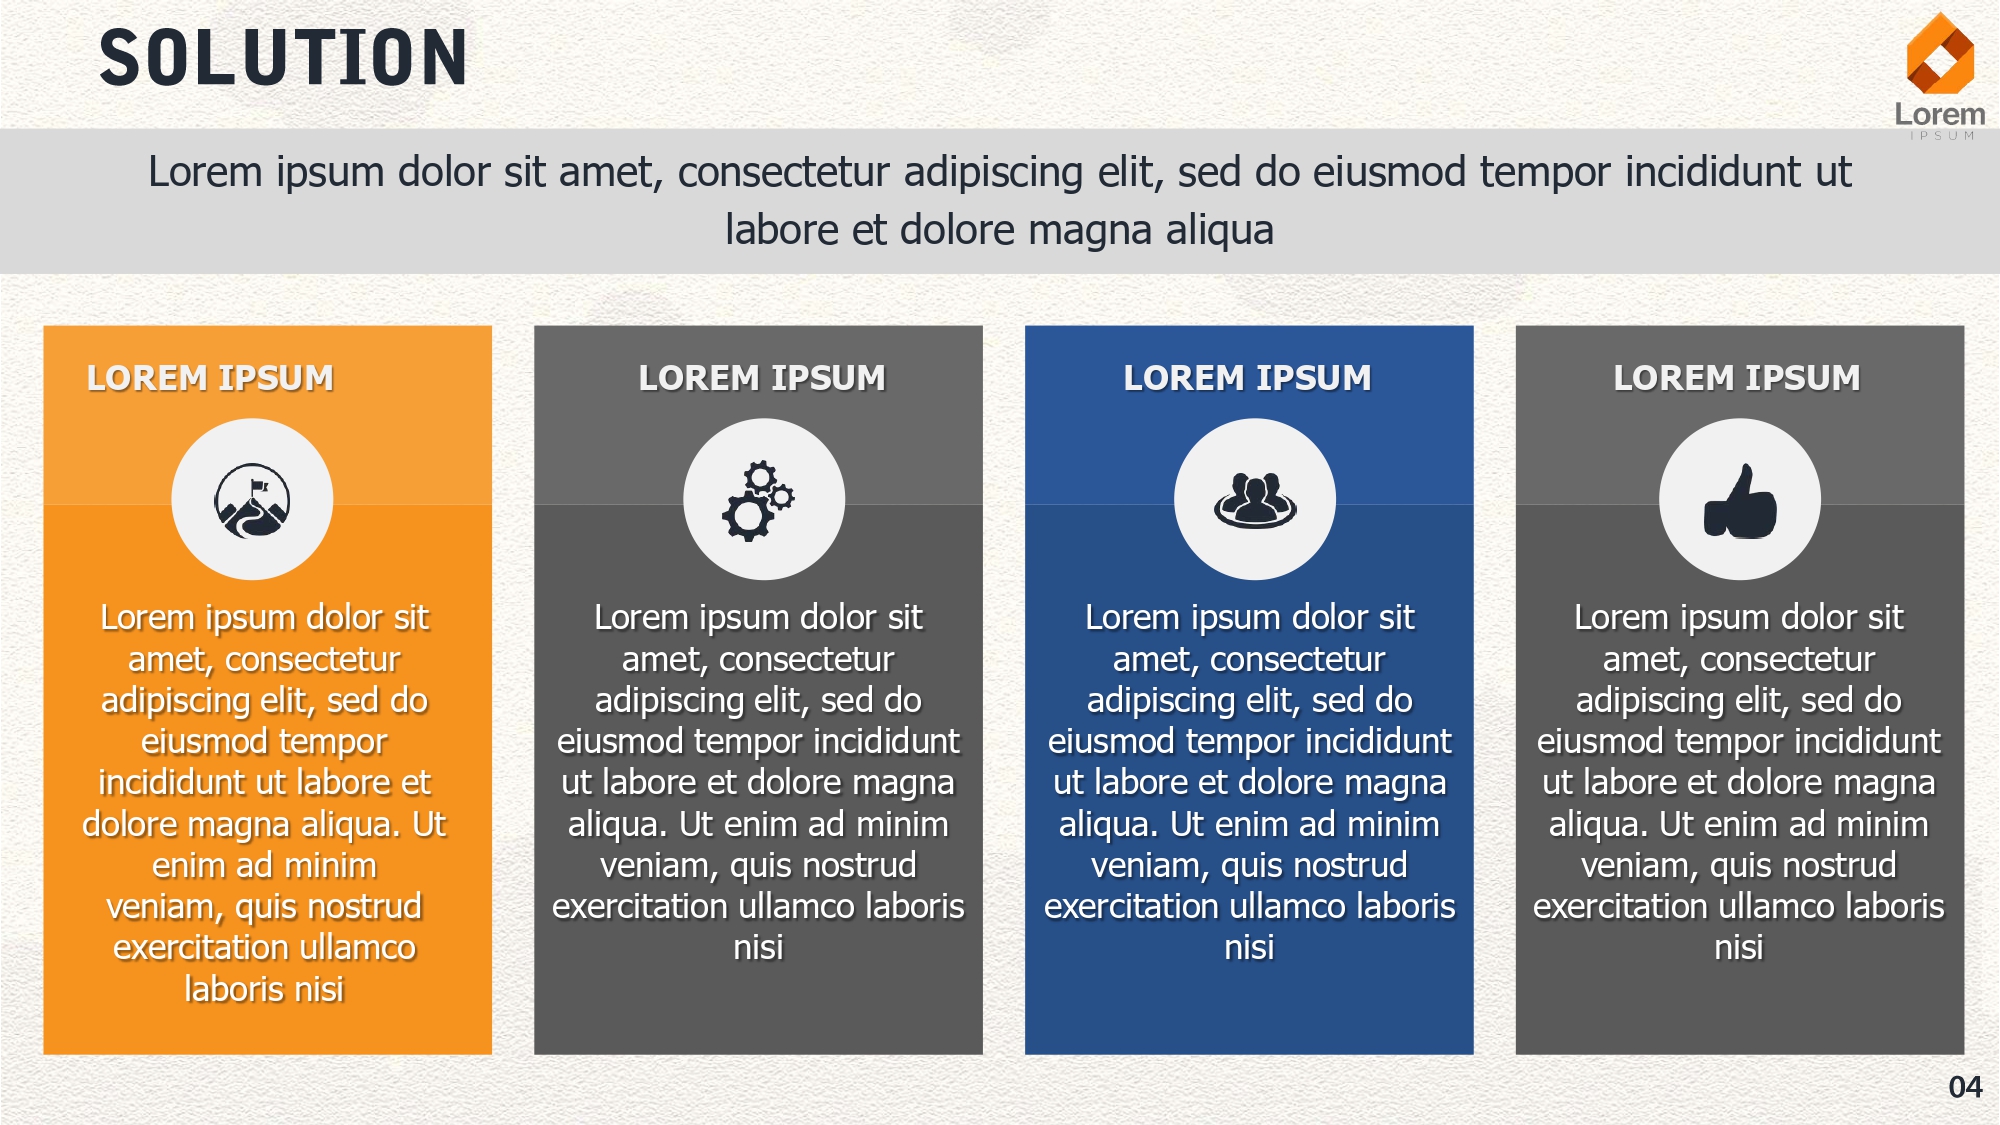 SOLUTION
Lorem
IPSUM
Lorem ipsum dolor sit amet, consectetur adipiscing elit, sed do eiusmod tempor incididunt ut
labore et dolore magna aliqua
LOREM IPSUM
Lorem ipsum dolor sit
amet, consectetur
adipiscing elit, sed do
eiusmod tempor
incididunt ut labore et
dolore magna aliqua. Ut
enim ad minim
veniam, quis nostrud
exercitation ullamco
laboris nisi
LOREM IPSUM
Lorem ipsum dolor sit
amet, consectetur
adipiscing elit, sed do
eiusmod tempor incididunt
ut labore et dolore magna
aliqua. Ut enim ad minim
veniam, quis nostrud
exercitation ullamco laboris
nisi
LOREM IPSUM
Lorem ipsum dolor sit
amet, consectetur
adipiscing elit, sed do
eiusmod tempor incididunt
ut labore et dolore magna
aliqua. Ut enim ad minim
veniam, quis nostrud
exercitation ullamco laboris
nisi
LOREM IPSUM
Lorem ipsum dolor sit
amet, consectetur
adipiscing elit, sed do
eiusmod tempor incididunt
ut labore et dolore magna
aliqua. Ut enim ad minim
veniam, quis nostrud
exercitation ullamco laboris
nisi
04